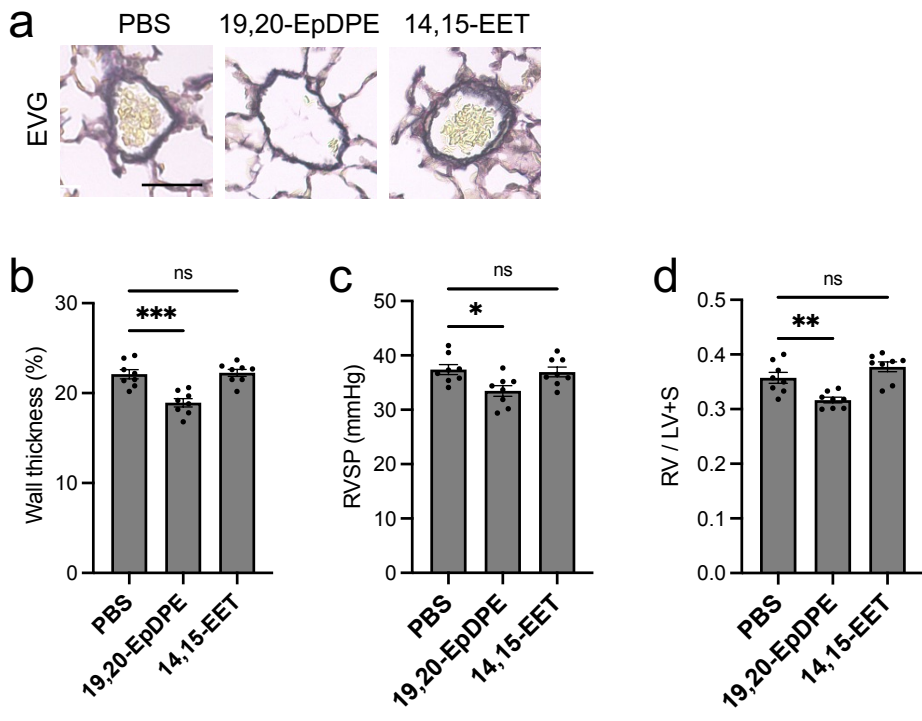 a
PBS 19,20-EpDPE 14,15-EET
EVG
b
ns
***
Wall thickness (%)
30
20
10
0
PBS
19,20-EpDPE
14,15-EET
c
ns
*
RVSP (mmHg)
50
40
30
20
10
0
PBS
19,20-EpDPE
14,15-EET
d
ns
**
RV / LV+S
0.5
0.4
0.3
0.2
0.1
0.0
PBS
19,20-EpDPE
14,15-EET